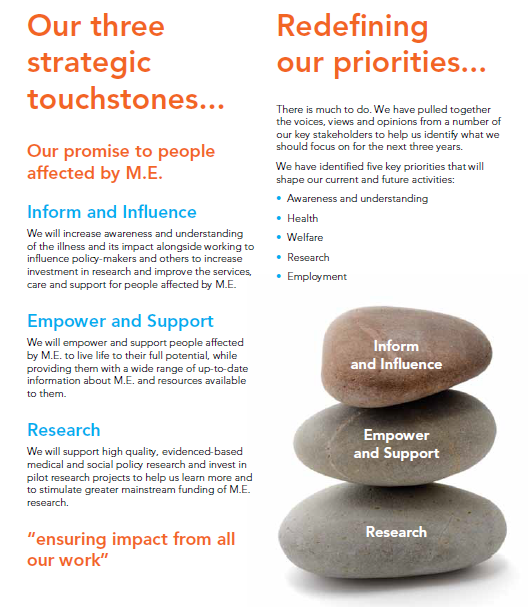 Our three
strategic
touchstones...
Our promise to people
affected by M.E.
Inform and Influence
We will increase awareness and understanding
of the illness and its impact alongside working to
influence policy-makers and others to increase
investment in research and improve the services,
care and support for people affected by M.E.
Empower and Support
We will empower and support people affected
by M.E. to live life to their full potential, while
providing them with a wide range of up-to-date
information about M.E. and resources available
to them.
Research
We will support high quality, evidenced-based
medical and social policy research and invest in
pilot research projects to help us learn more and
to stimulate greater mainstream funding of M.E.
research.
“ensuring impact from all
our work”
Redefining
our priorities...
There is much to do. We have pulled together
the voices, views and opinions from a number of
our key stakeholders to help us identify what we
should focus on for the next three years.
We have identified five key priorities that will
shape our current and future activities:
• Awareness and understanding
• Health
• Welfare
• Research
• Employment
Inform
and Influence
Empower
and Support
Research